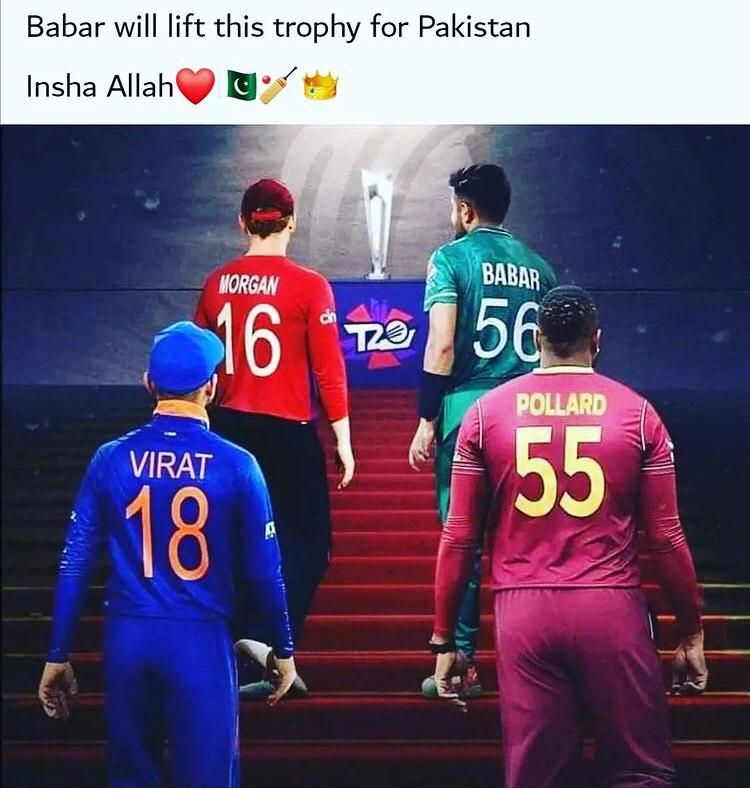 Babar will lift this trophy for Pakistan
Insha Allah❤️ 🇵🇰🏏 👑
MORGAN
16
BABAR
56
T20
VIRAT
18
POLLARD
55